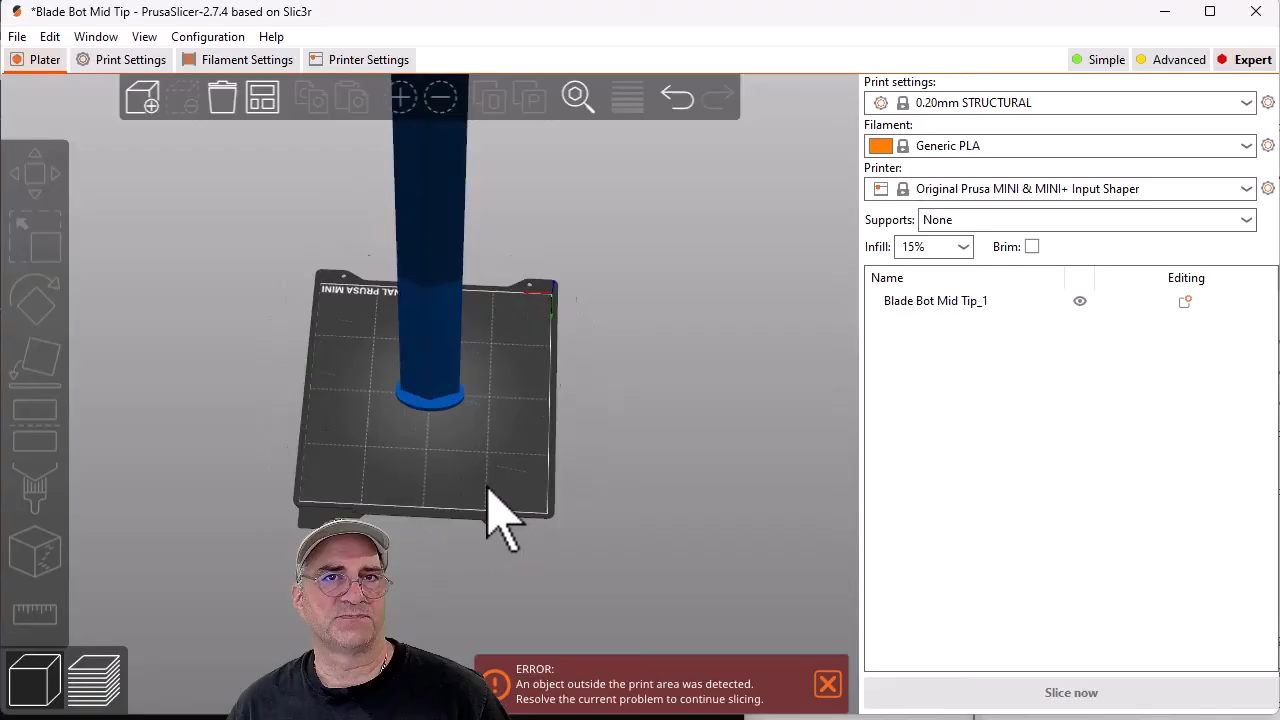 *Blade Bot Mid Tip - PrusaSlicer-2.7.4 based on Slic3r
File Edit Window View Configuration Help
Plater Print Settings Filament Settings Printer Settings Simple Advanced Expert
Print settings:
0.20mm STRUCTURAL
Filament:
Generic PLA
Printer:
Original Prusa MINI & MINI+ Input Shaper
Supports: None
Infill: 15% Brim:
Name Editing
Blade Bot Mid Tip_1
NAL PRUSA MINI
ERROR:
An object outside the print area was detected.
Resolve the current problem to continue slicing.
Slice now